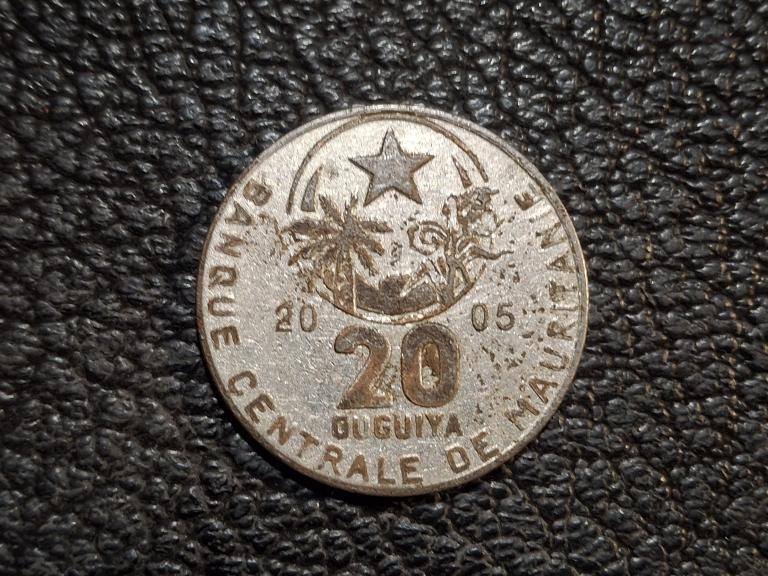 BANQUE CENTRALE DE MAURITANIE
20 05
20
OUGUIYA